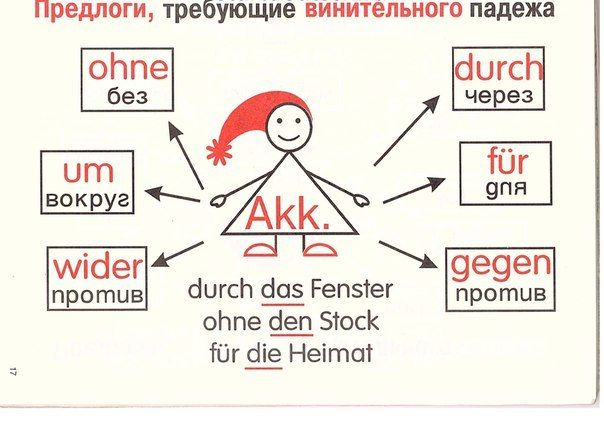 Предлоги, требующие винительного падежа
ohne
без
durch
через
um
вокруг
für
для
Akk.
wider
против
gegen
против
durch das Fenster
ohne den Stock
für die Heimat
17